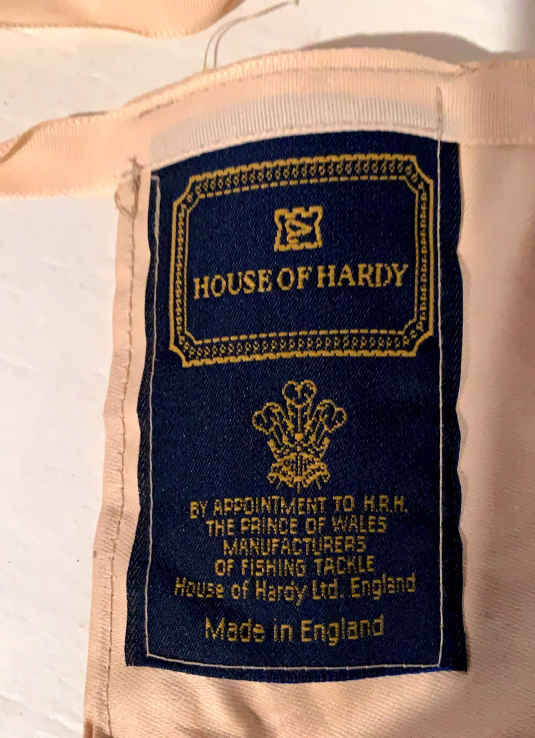 HOUSE OF HARDY
BY APPOINTMENT TO H.R.H.
THE PRINCE OF WALES
MANUFACTURERS
OF FISHING TACKLE
House of Hardy Ltd. England
Made in England